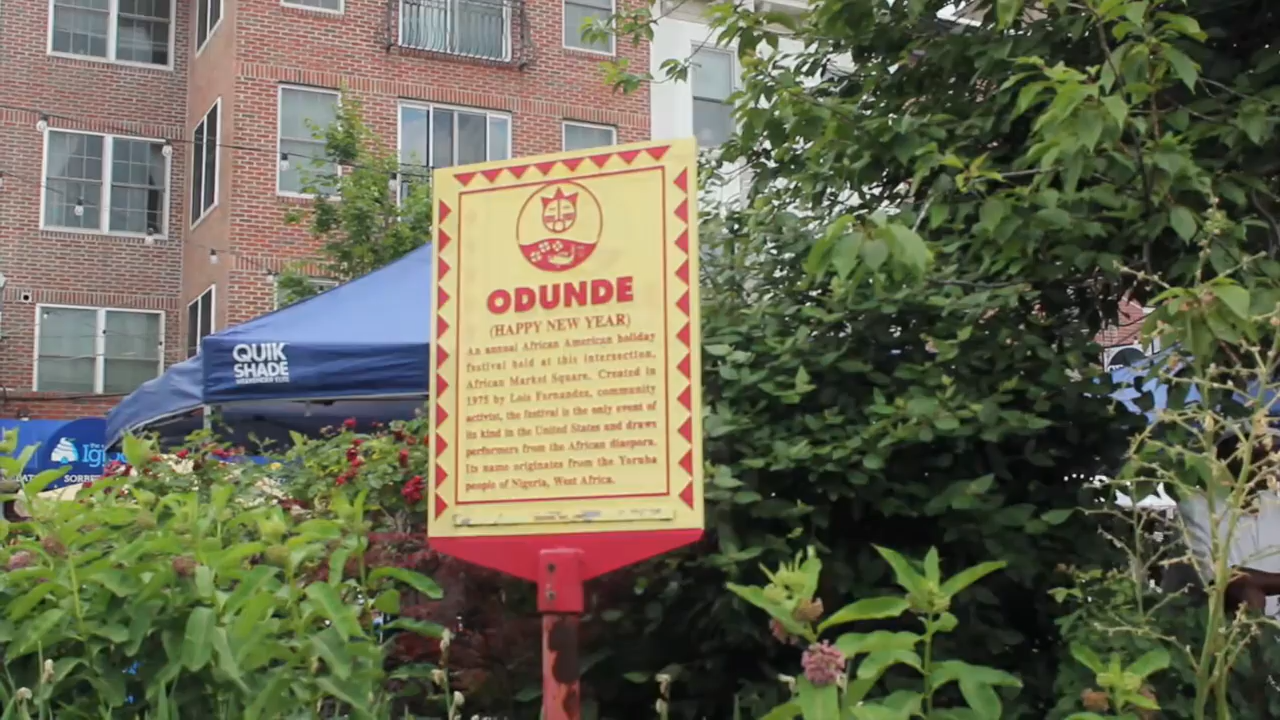 ODUNDE
(HAPPY NEW YEAR)
An annual African American holiday
festival held at this intersection,
African Market Square. Created in
1975 by Lois Fernandez, community
activist, the festival is the only event of
its kind in the United States and draws
performers from the African diaspora.
Its name originates from the Yoruba
people of Nigeria, West Africa.
QUIK
SHADE